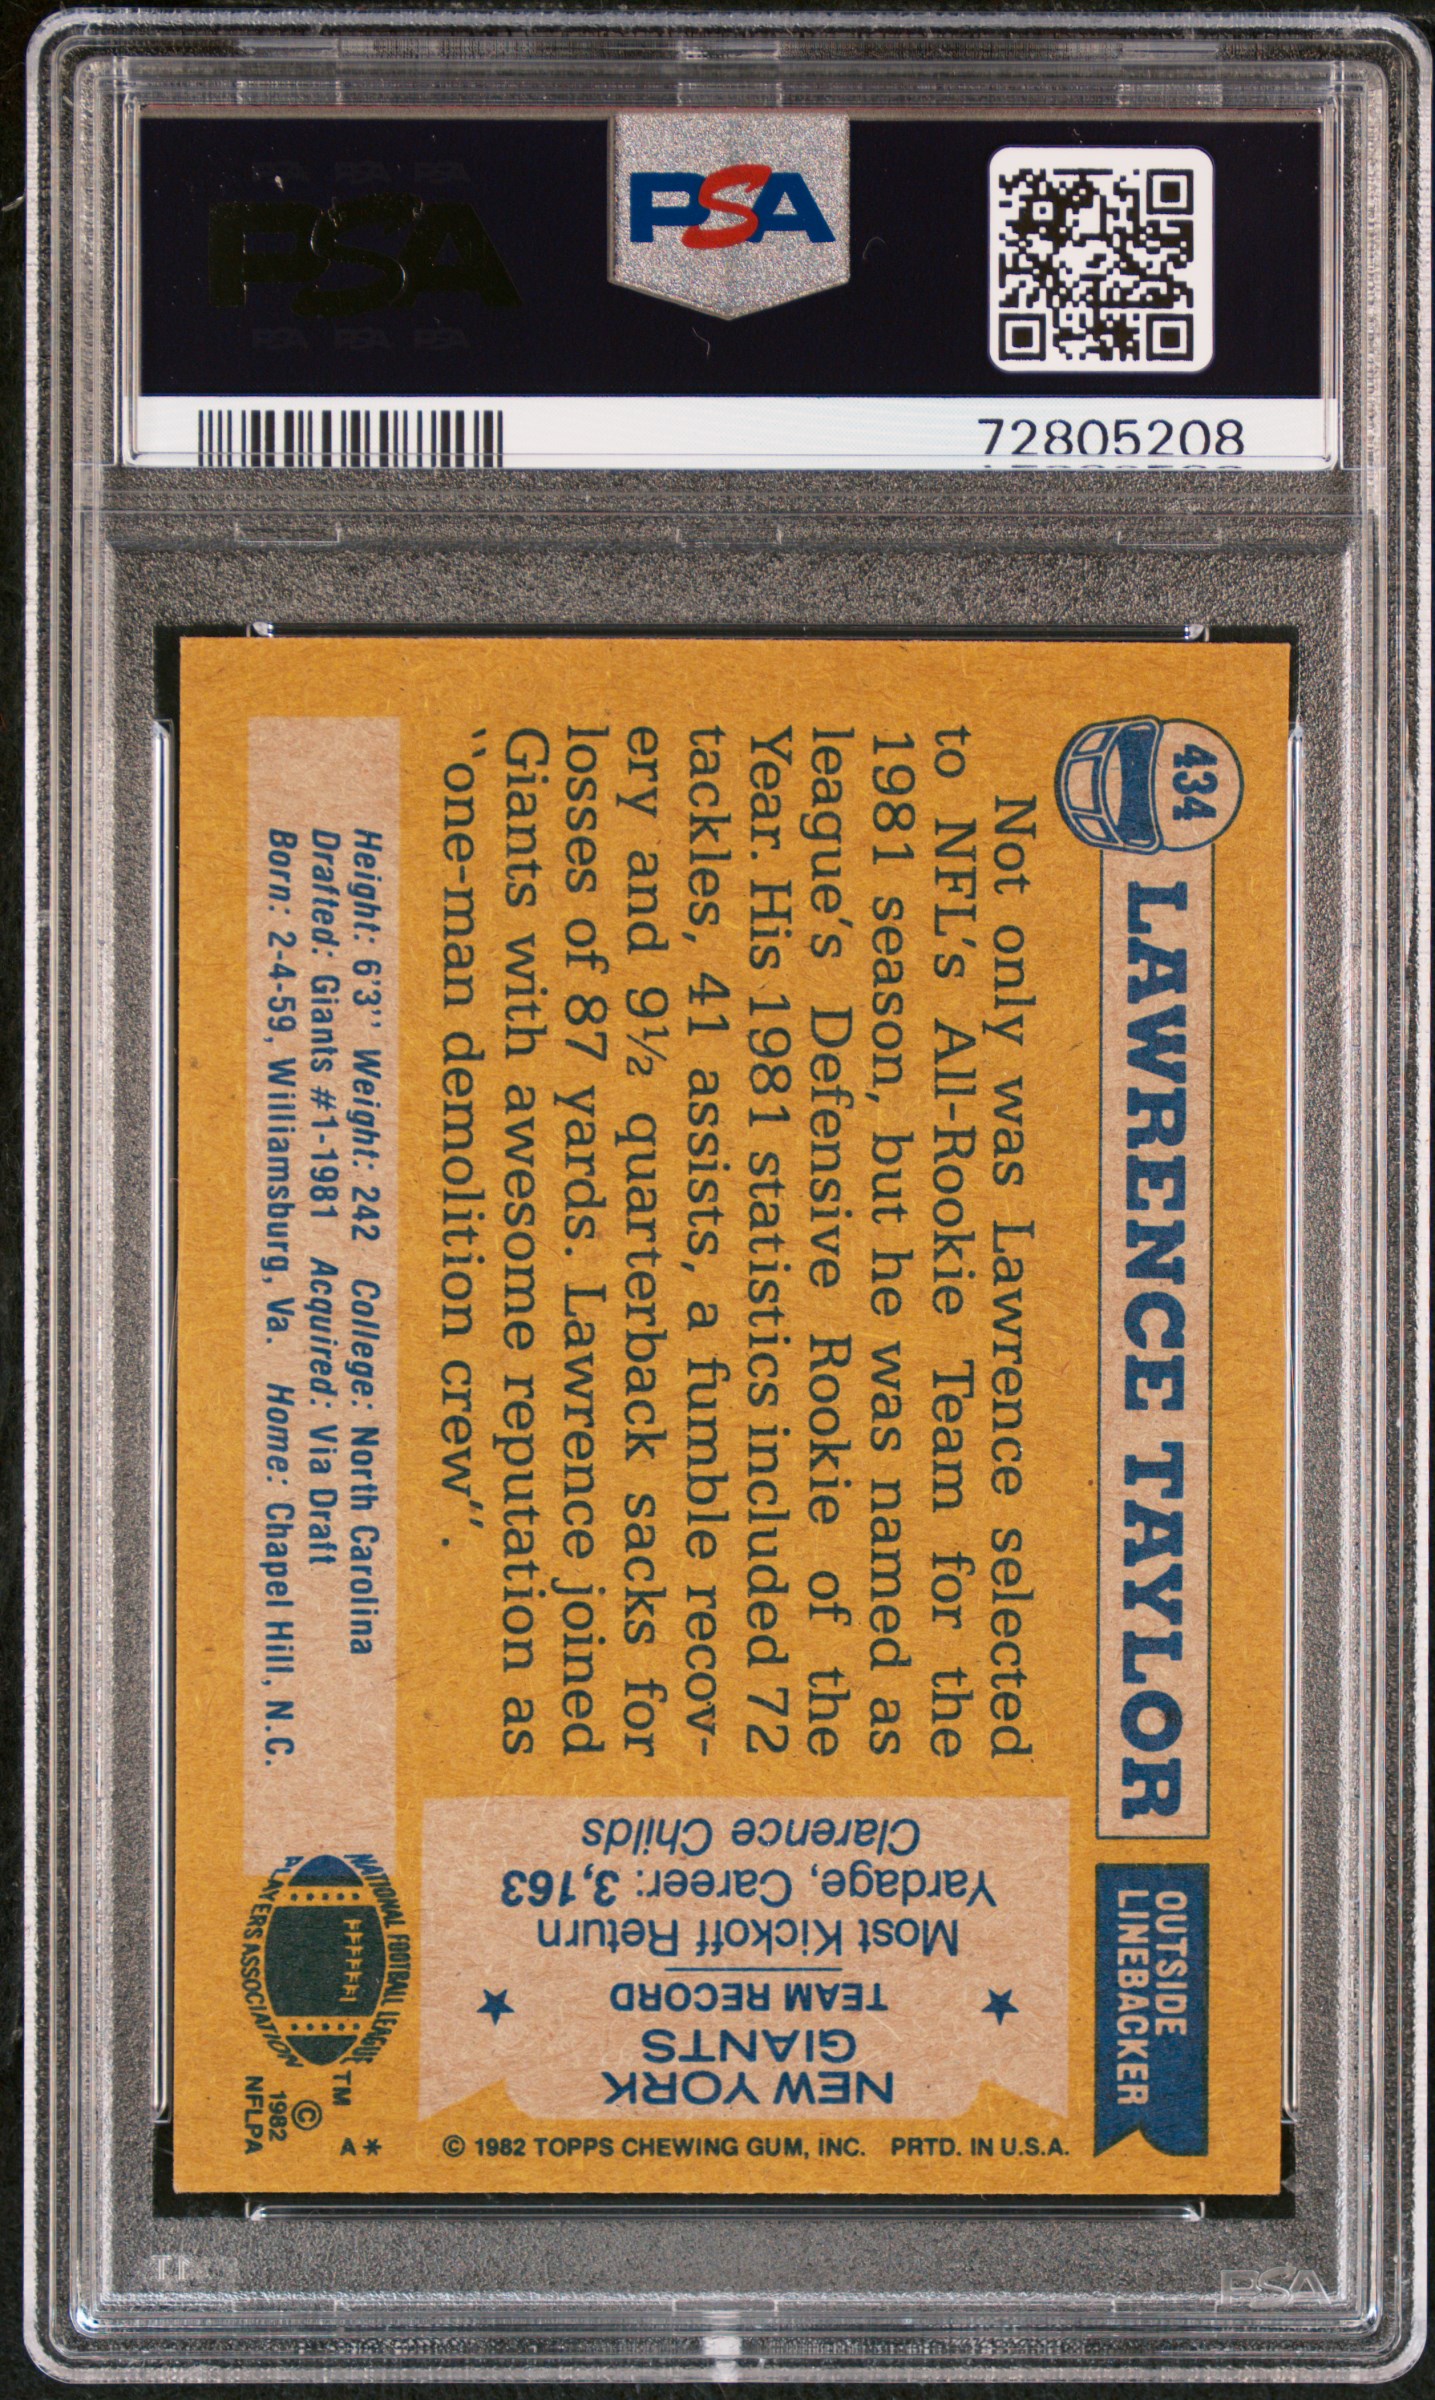 PSA
PSA
72805208
434
LAWRENCE TAYLOR
OUTSIDE
LINEBACKER
Not only was Lawrence selected
to NFL's All-Rookie Team for the
1981 season, but he was named as
league's Defensive Rookie of the
Year. His 1981 statistics included 72
tackles, 41 assists, a fumble recov-
ery and 9½ quarterback sacks for
losses of 87 yards. Lawrence joined
Giants with awesome reputation as
"one-man demolition crew".
Height: 6'3" Weight: 242 College: North Carolina
Drafted: Giants #1-1981 Acquired: Via Draft
Born: 2-4-59, Williamsburg, Va. Home: Chapel Hill, N.C.
NEW YORK
GIANTS
TEAM RECORD
Most Kickoff Return
Yardage, Career: 3,163
Clarence Childs
NATIONAL FOOTBALL LEAGUE
PLAYERS ASSOCIATION
TM
©
1982
NFLPA
A*
© 1982 TOPPS CHEWING GUM, INC. PRTD. IN U.S.A.
PSA